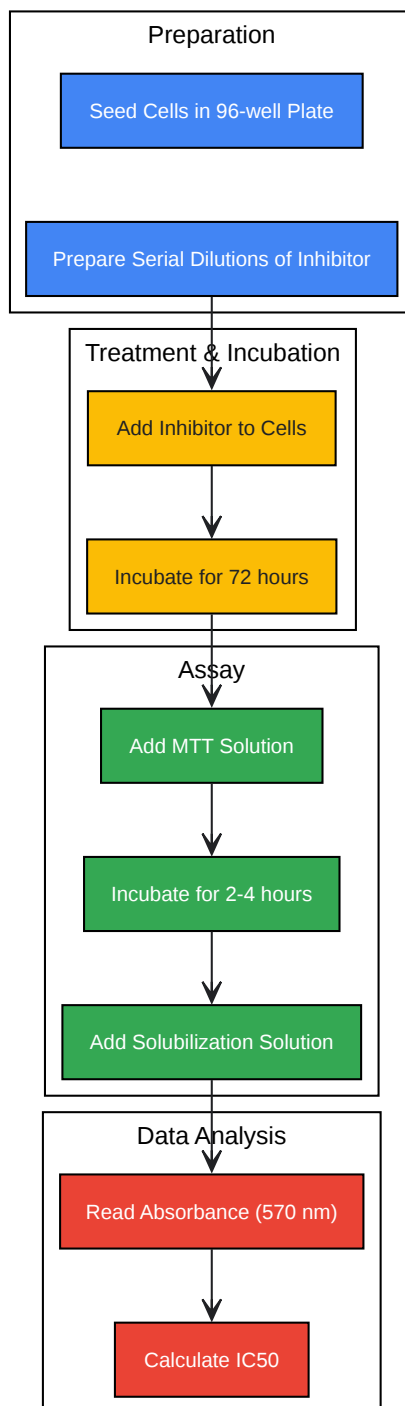 Preparation
Seed Cells in 96-well Plate
Prepare Serial Dilutions of Inhibitor
Treatment & Incubation
Add Inhibitor to Cells
Incubate for 72 hours
Assay
Add MTT Solution
Incubate for 2-4 hours
Add Solubilization Solution
Data Analysis
Read Absorbance (570 nm)
Calculate IC50